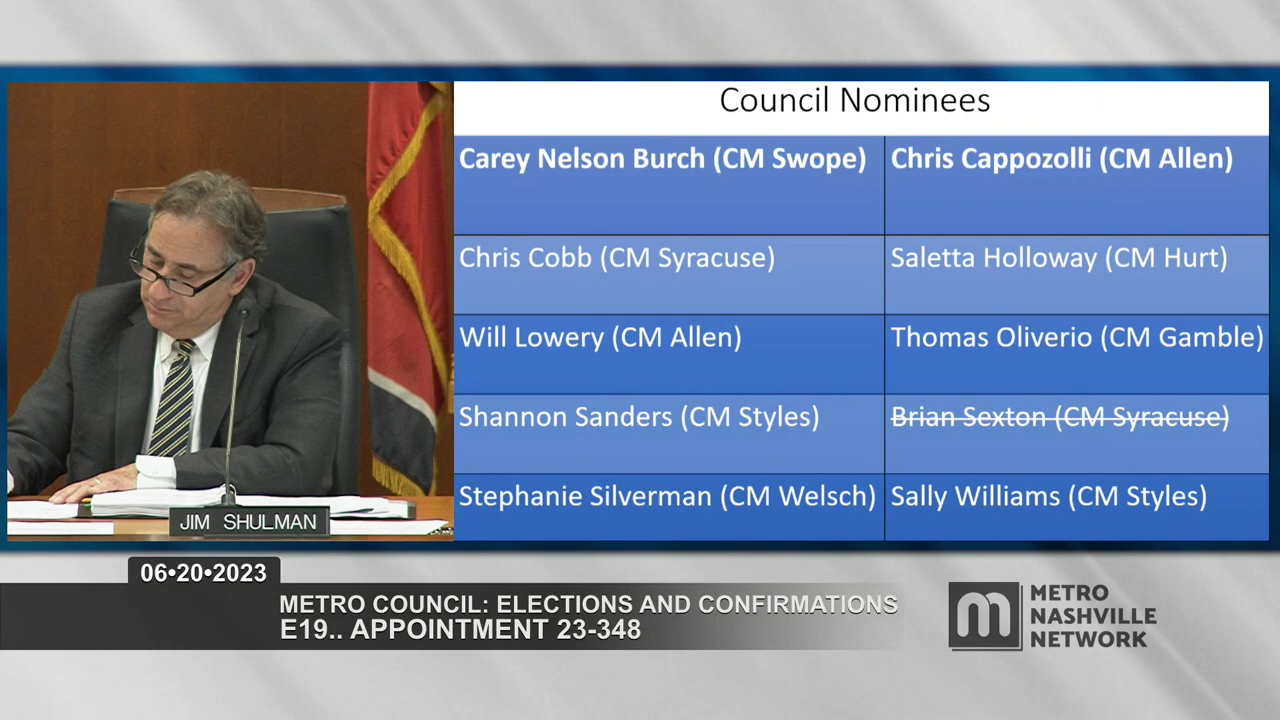 Council Nominees
Carey Nelson Burch (CM Swope)
Chris Cappozolli (CM Allen)
Chris Cobb (CM Syracuse)
Saletta Holloway (CM Hurt)
Will Lowery (CM Allen)
Thomas Oliverio (CM Gamble)
Shannon Sanders (CM Styles)
Brian Sexton (CM Syracuse)
Stephanie Silverman (CM Welsch)
Sally Williams (CM Styles)
JIM SHULMAN
06•20•2023
METRO COUNCIL: ELECTIONS AND CONFIRMATIONS
E19.. APPOINTMENT 23-348
m
METRO
NASHVILLE
NETWORK